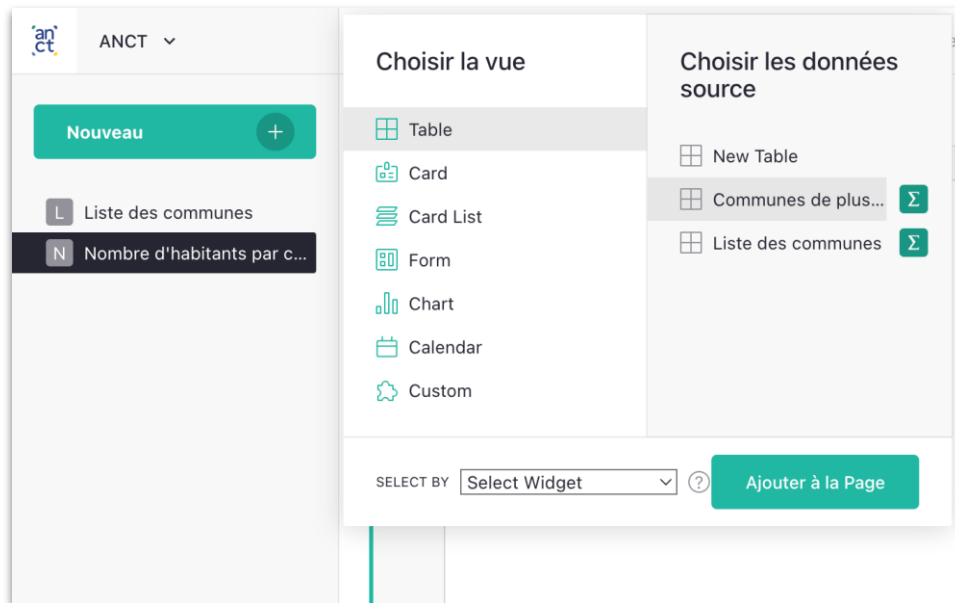 an
ct
ANCT
Nouveau
L Liste des communes
N Nombre d'habitants par c...
Choisir la vue
Table
Card
Card List
Form
Chart
Calendar
Custom
Choisir les données
source
New Table
Communes de plus... Σ
Liste des communes Σ
SELECT BY Select Widget ? Ajouter à la Page